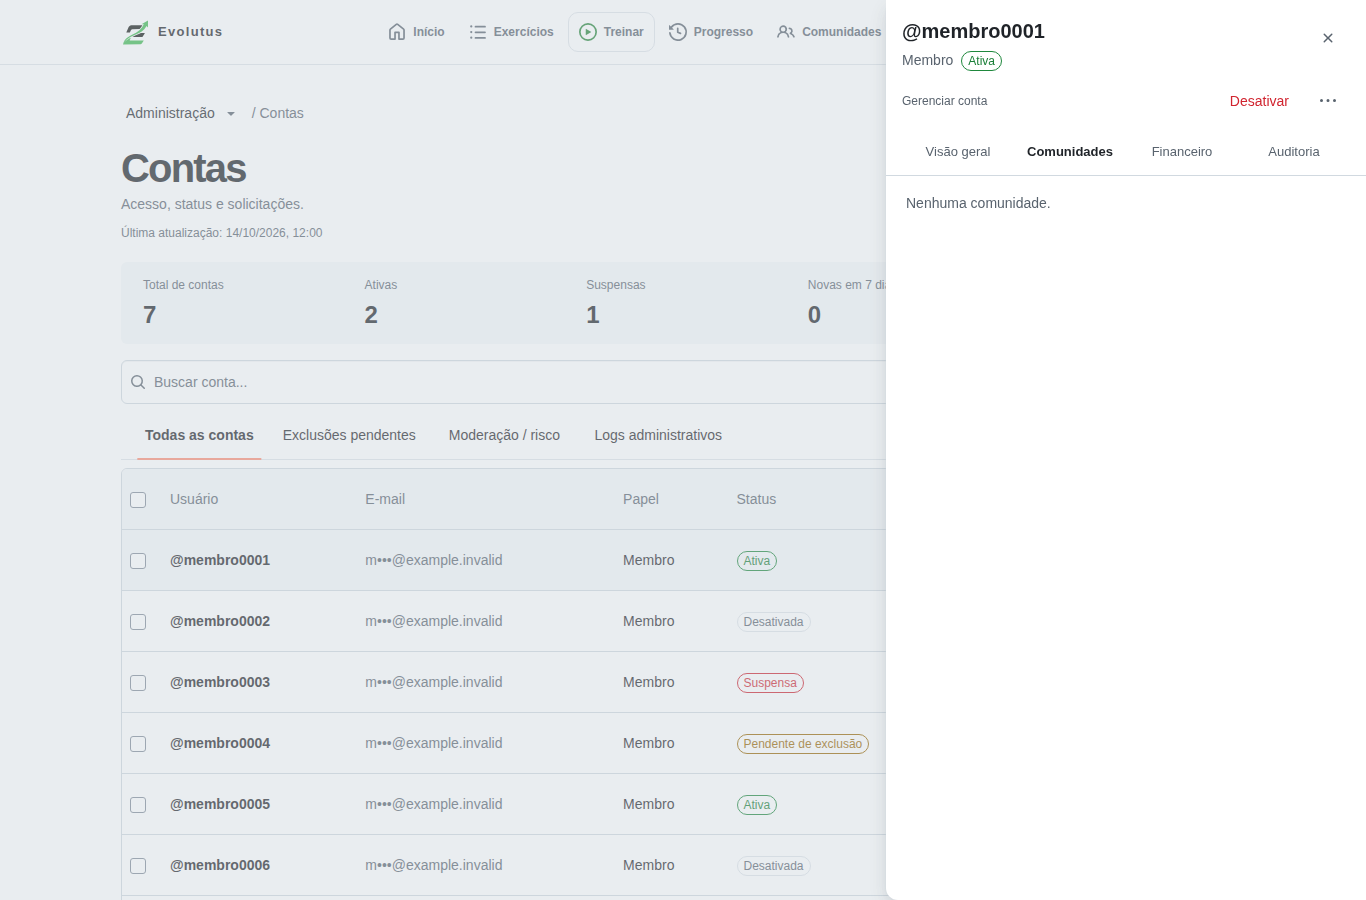 Evolutus
Início
Exercícios
Treinar
Progresso
Comunidades
Administração
/ Contas
Contas
Acesso, status e solicitações.
Última atualização: 14/10/2026, 12:00
Total de contas
Ativas
Suspensas
Novas em 7
7
2
1
0
Buscar conta...
Todas as contas
Exclusões pendentes
Moderação / risco
Logs administrativos
Usuário
E-mail
Papel
Status
@membro0001
m•••@example.invalid
Membro
Ativa
@membro0002
m•••@example.invalid
Membro
Desativada
@membro0003
m•••@example.invalid
Membro
Suspensa
@membro0004
m•••@example.invalid
Membro
Pendente de exclusão
@membro0005
m•••@example.invalid
Membro
Ativa
@membro0006
m•••@example.invalid
Membro
Desativada
@membro0001
Membro
Ativa
Gerenciar conta
Desativar
Visão geral
Comunidades
Financeiro
Auditoria
Nenhuma comunidade.